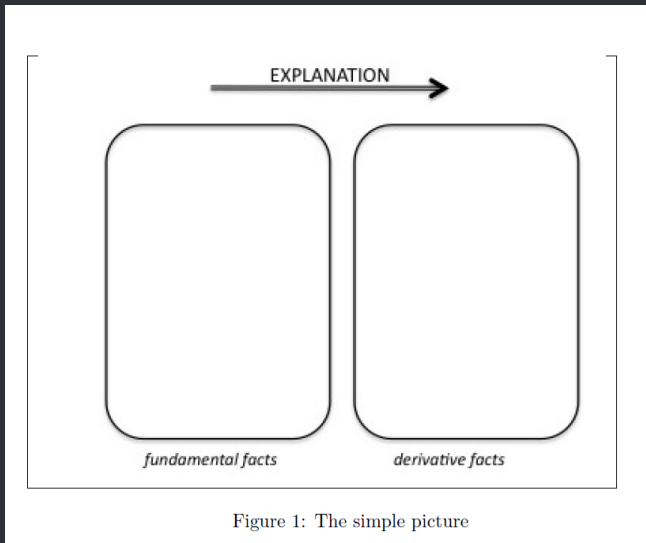 EXPLANATION
fundamental facts
derivative facts
Figure 1: The simple picture